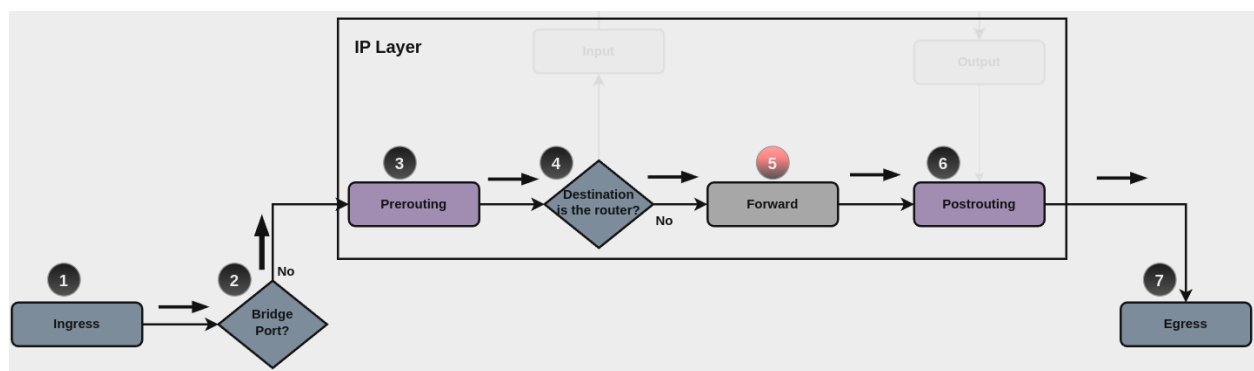 IP Layer
Input
Output
3
4
5
6
Prerouting
Destination
is the router?
No
Forward
Postrouting
1
2
No
7
Ingress
Bridge
Port?
Egress